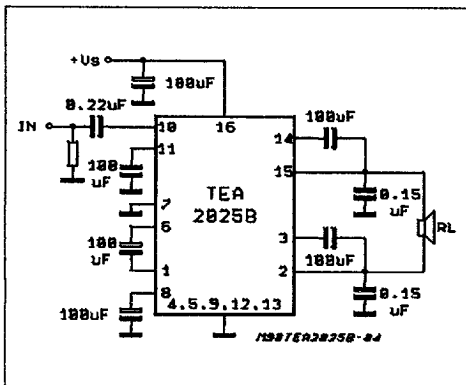 +Vs
100uF
0.22uF
100uF
IN
10
16
14
11
15
100
uF
TEA
2025B
0.15
uF
7
6
RL
100
uF
3
100uF
1
2
8
0.15
uF
100uF
4.5.9.12.13
M90TEA2025B-04